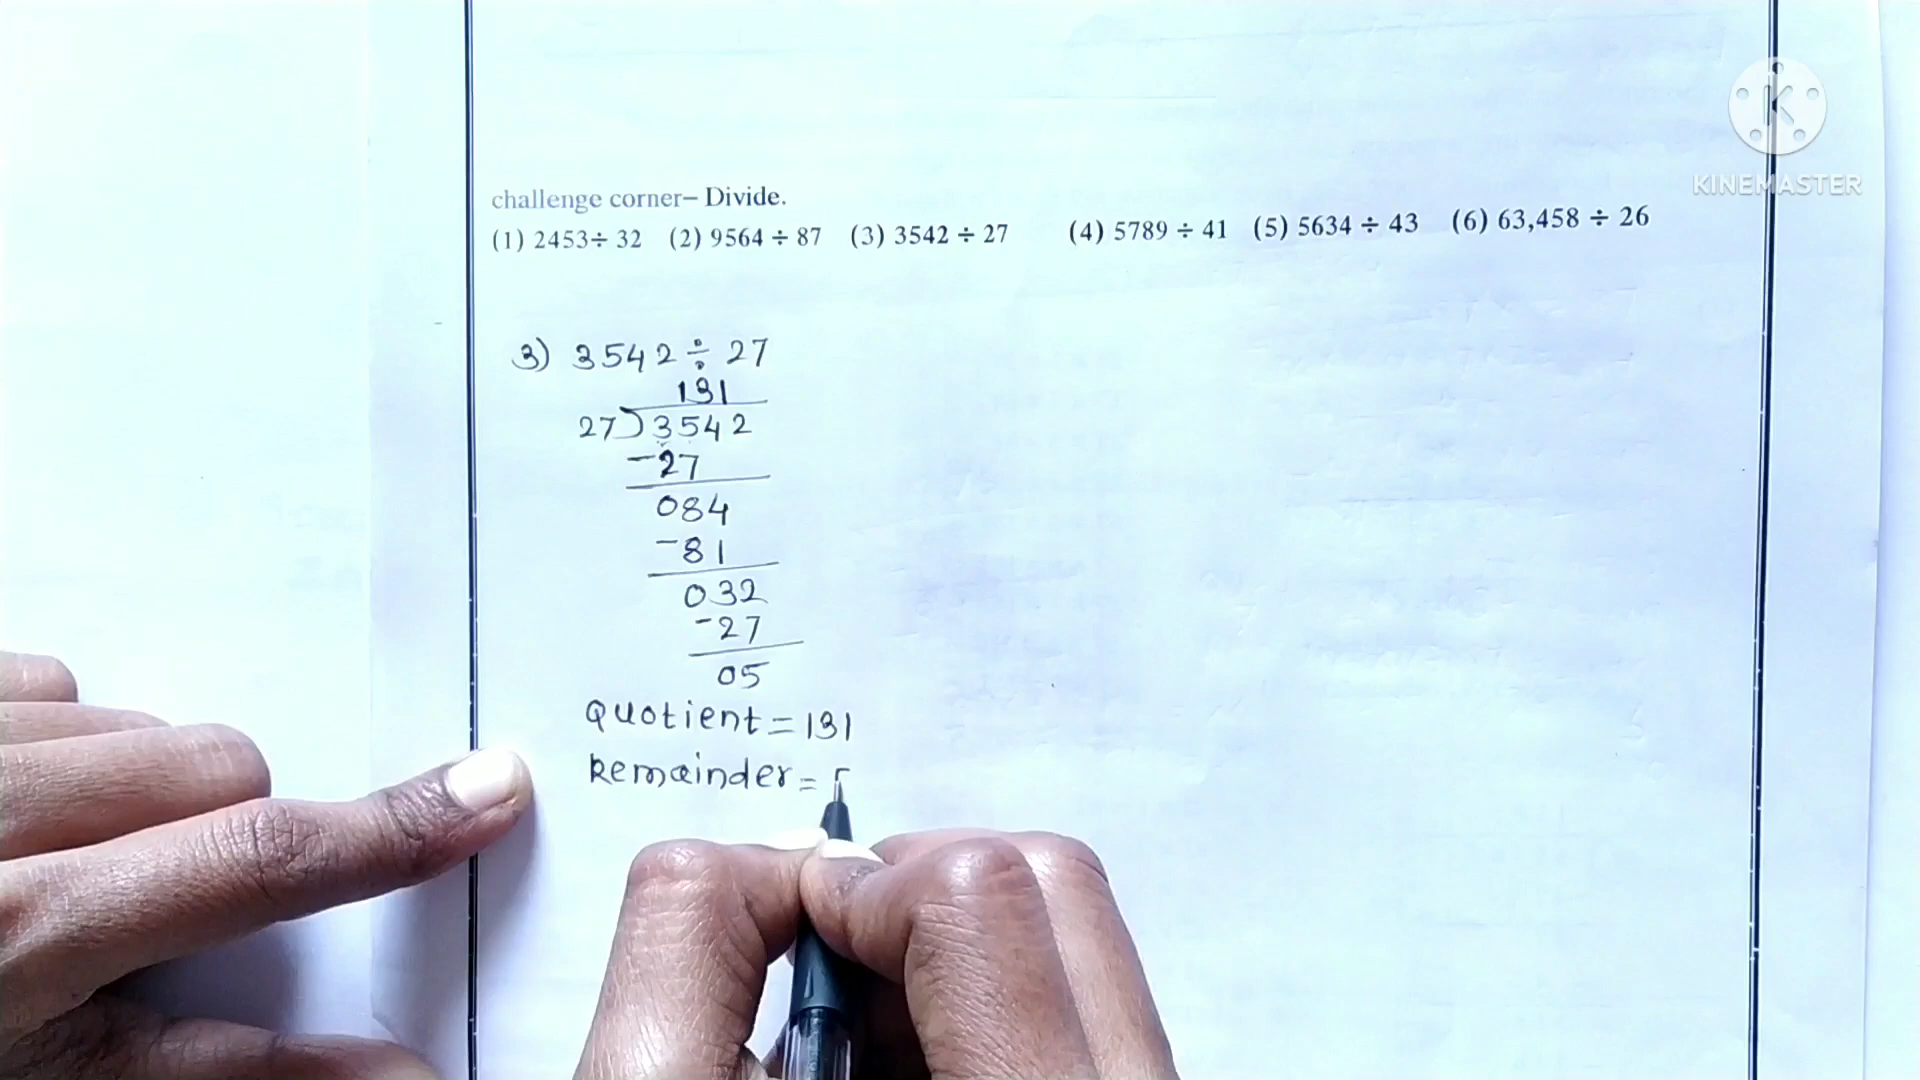 KINEMASTER
challenge corner– Divide.
(1) 2453÷ 32 (2) 9564 ÷ 87 (3) 3542 ÷ 27 (4) 5789 ÷ 41 (5) 5634 ÷ 43 (6) 63,458 ÷ 26
3) 3542 ÷ 27
131
27)3542
-27
084
-81
032
-27
05
Quotient = 131
Remainder = 5